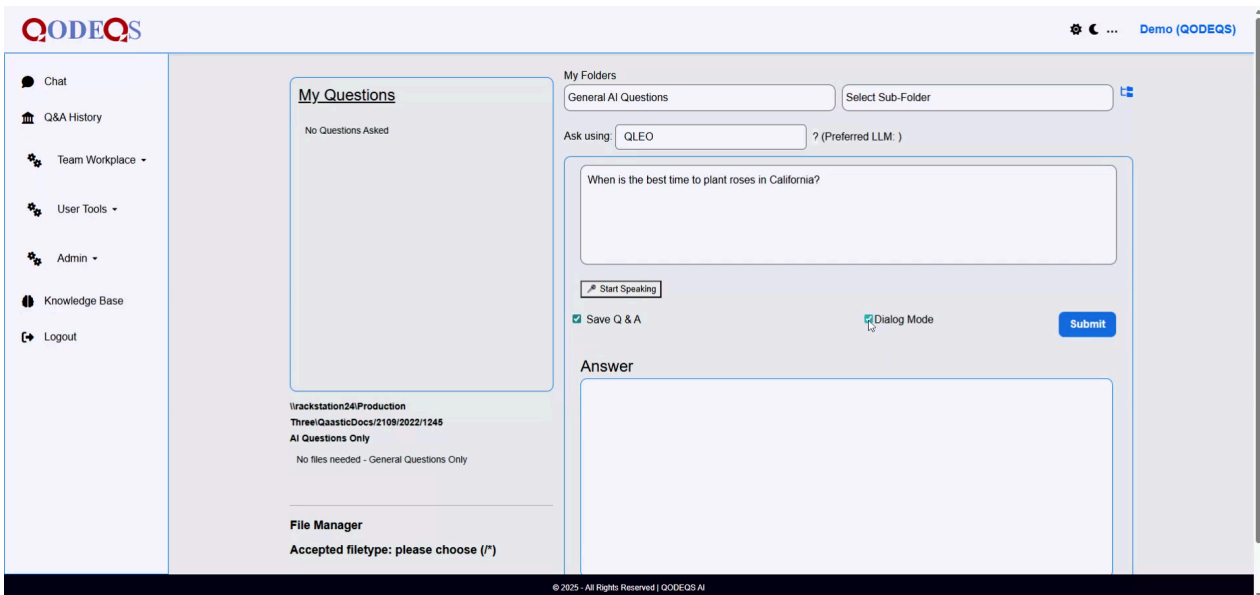 QODEQS
... Demo (QODEQS)
Chat
Q&A History
Team Workplace
User Tools
Admin
Knowledge Base
Logout
My Questions
No Questions Asked
\\rackstation24\Production
Three\QaasticDocs/2109/2022/1245
AI Questions Only
No files needed - General Questions Only
File Manager
Accepted filetype: please choose (/*)
My Folders
General AI Questions
Select Sub-Folder
Ask using: QLEO ? (Preferred LLM: )
When is the best time to plant roses in California?
Start Speaking
Save Q & A
Dialog Mode
Submit
Answer
© 2025 - All Rights Reserved | QODEQS AI